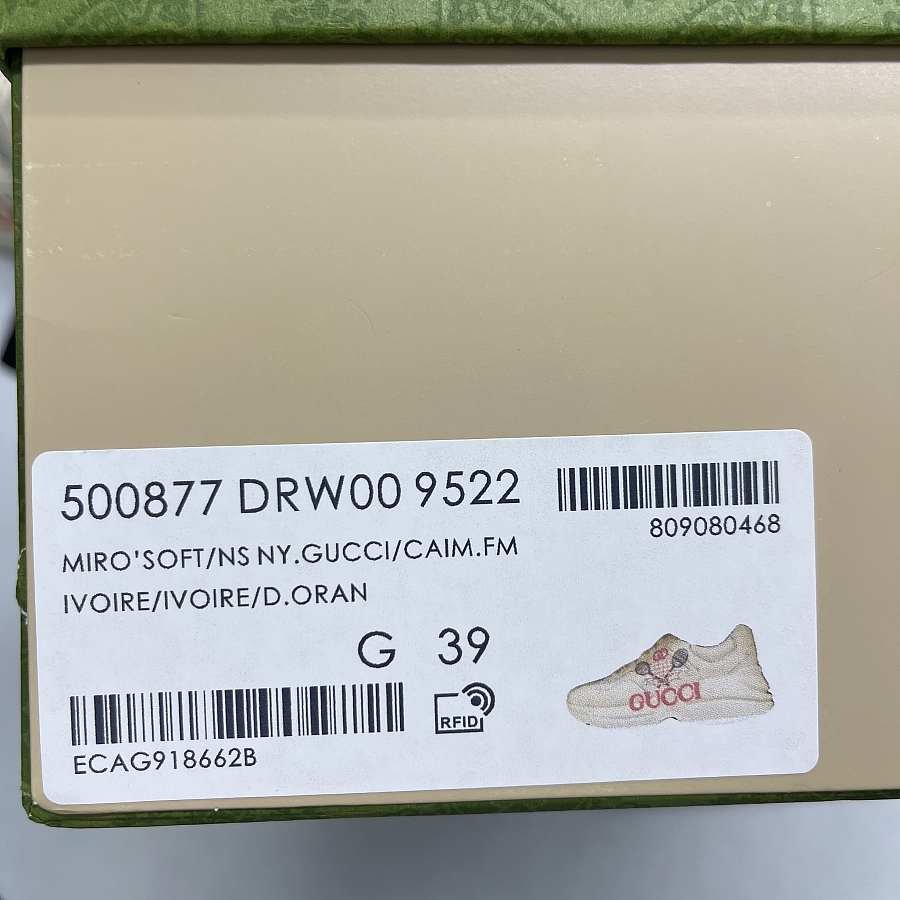 500877 DRW00 9522
809080468
MIRO'SOFT/NS NY.GUCCI/CAIM.FM
IVOIRE/IVOIRE/D.ORAN
G 39
RFID
GUCCI
ECAG918662B